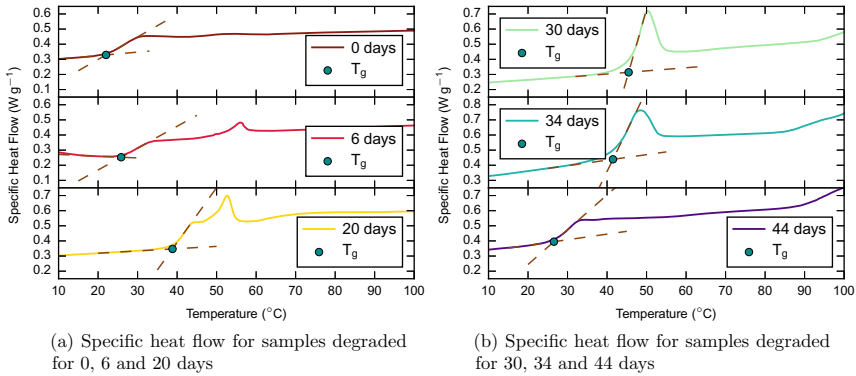 Specific Heat Flow (W g−1)
0.6
0.5
0.4
0.3
0.2
0 days
Tg
0.6
0.5
0.4
0.3
0.2
6 days
Tg
0.7
0.6
0.5
0.4
0.3
0.2
20 days
Tg
10 20 30 40 50 60 70 80 90 100
Temperature (°C)
(a) Specific heat flow for samples degraded
for 0, 6 and 20 days
Specific Heat Flow (W g−1)
0.7
0.6
0.5
0.4
0.3
0.2
30 days
Tg
0.8
0.7
0.6
0.5
0.4
0.3
34 days
Tg
0.7
0.6
0.5
0.4
0.3
0.2
44 days
Tg
10 20 30 40 50 60 70 80 90 100
Temperature (°C)
(b) Specific heat flow for samples degraded
for 30, 34 and 44 days